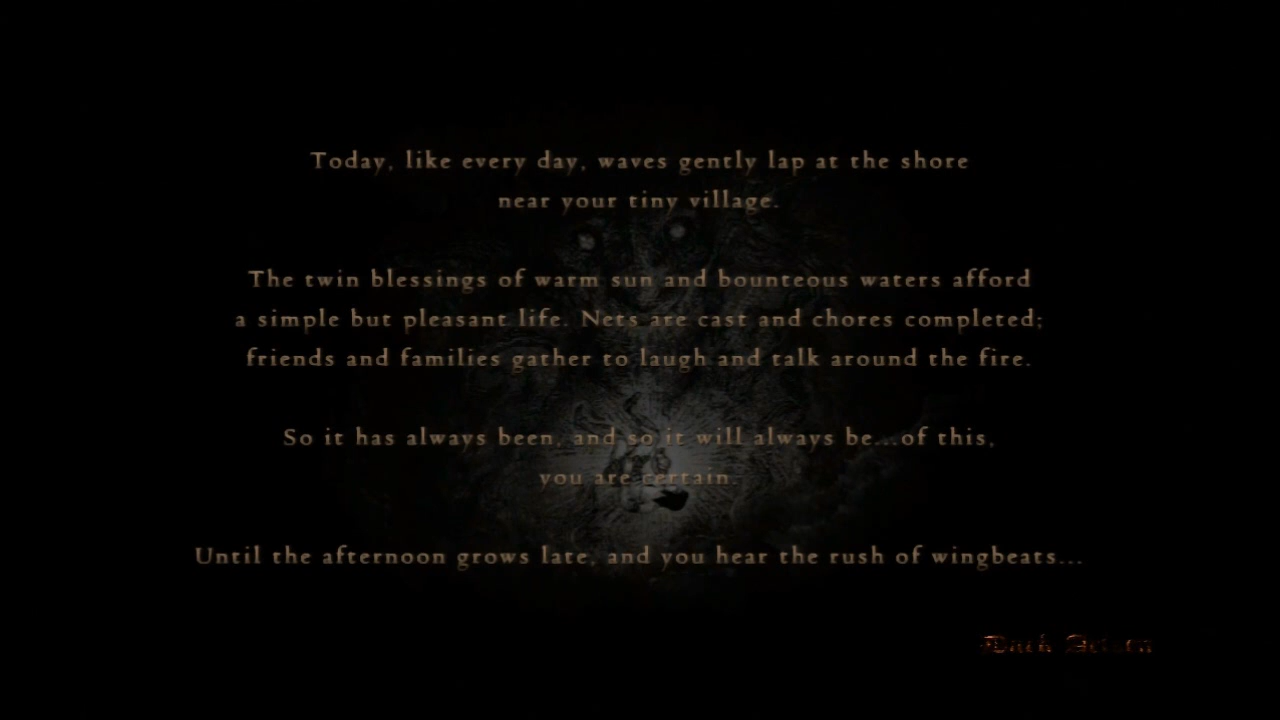 Today, like every day, waves gently lap at the shore
near your tiny village.
The twin blessings of warm sun and bounteous waters afford
a simple but pleasant life. Nets are cast and chores completed;
friends and families gather to laugh and talk around the fire.
So it has always been, and so it will always be...of this,
you are certain.
Until the afternoon grows late, and you hear the rush of wingbeats...